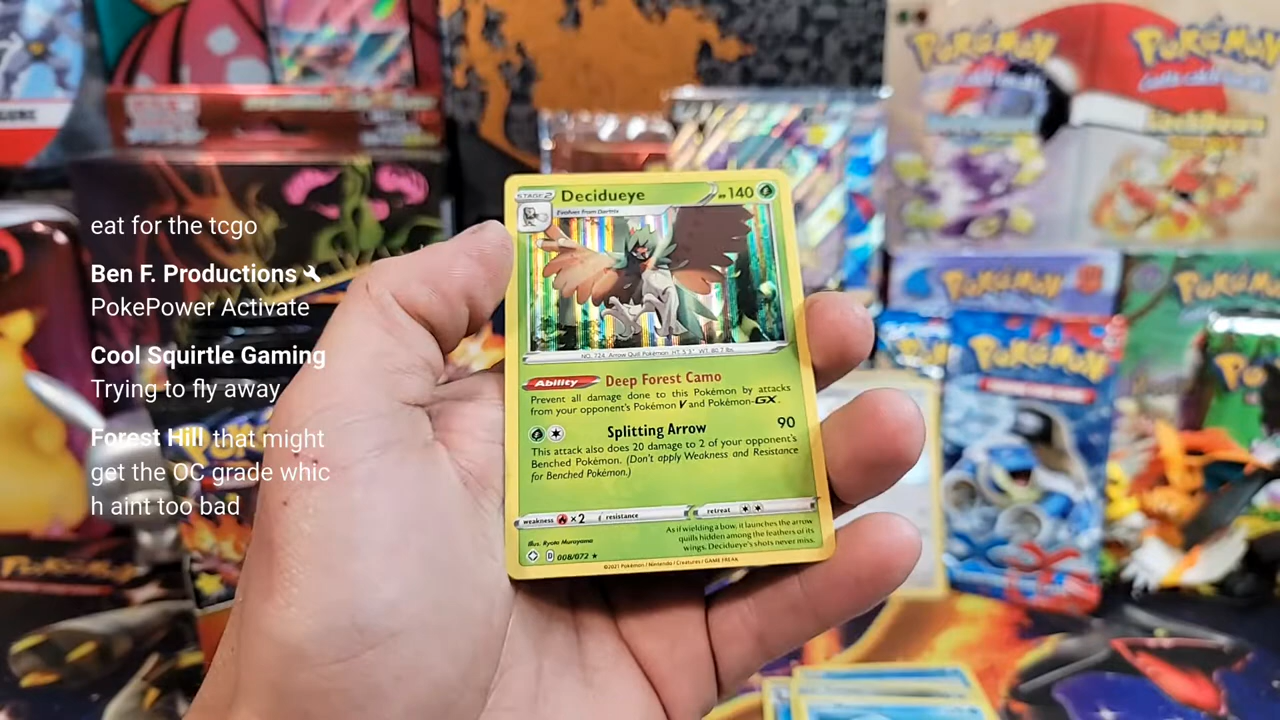 eat for the tcgo
Ben F. Productions
PokePower Activate
Cool Squirtle Gaming
Trying to fly away
Forest Hill that might
get the OC grade whic
h aint too bad
STAGE 2
Decidueye
HP 140
Evolves from Dartrix
NO. 724 Arrow Quill Pokémon HT: 5'3" WT: 80.7 lbs.
Ability Deep Forest Camo
Prevent all damage done to this Pokémon by attacks
from your opponent's Pokémon V and Pokémon-GX.
Splitting Arrow 90
This attack also does 20 damage to 2 of your opponent's
Benched Pokémon. (Don't apply Weakness and Resistance
for Benched Pokémon.)
weakness ×2 resistance retreat
As if wielding a bow, it launches the arrow
quills hidden among the feathers of its
wings. Decidueye's shots never miss.
Illus. Ryota Murayama
D 008/072 ★
©2021 Pokémon / Nintendo / Creatures / GAME FREAK
POKéMON
POKéMON
POKéMON
POKéMON
POKéMON